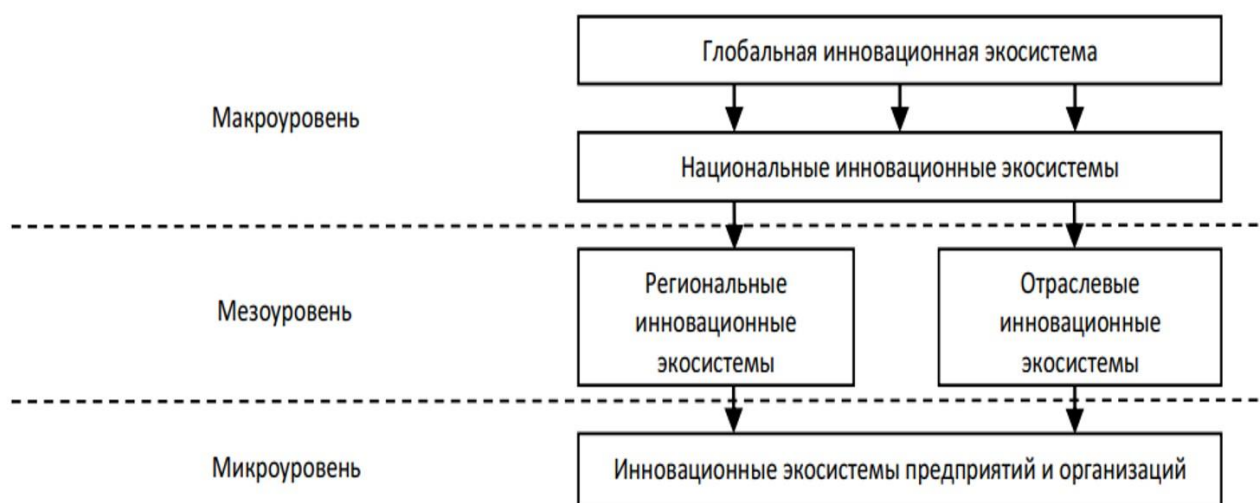 Глобальная инновационная экосистема
Макроуровень
Национальные инновационные экосистемы
Мезоуровень
Региональные
инновационные
экосистемы
Отраслевые
инновационные
экосистемы
Микроуровень
Инновационные экосистемы предприятий и организаций